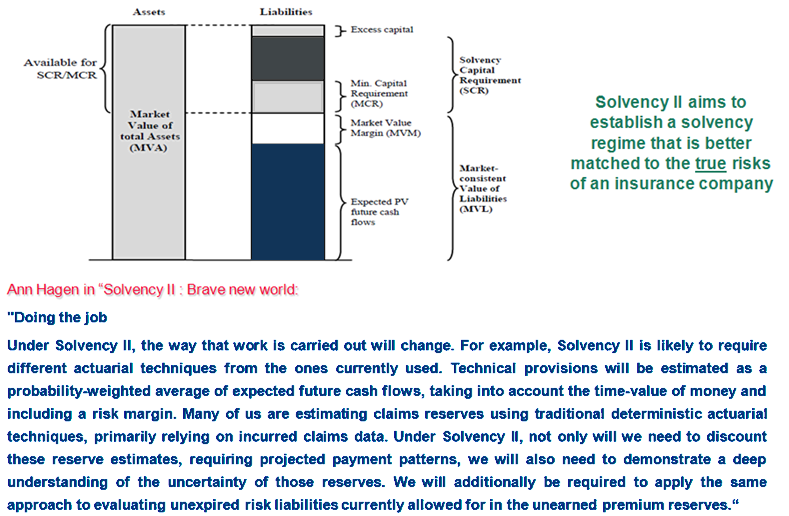 Assets
Liabilities
Excess capital
Available for
SCR/MCR
Solvency
Capital
Requirement
(SCR)
Min. Capital
Requirement
(MCR)
Market
Value of
total Assets
(MVA)
Market Value
Margin (MVM)
Market-
consistent
Value of
Liabilities
(MVL)
Expected PV
future cash
flows
Solvency II aims to
establish a solvency
regime that is better
matched to the true risks
of an insurance company
Ann Hagen in “Solvency II : Brave new world:
"Doing the job
Under Solvency II, the way that work is carried out will change. For example, Solvency II is likely to require
different actuarial techniques from the ones currently used. Technical provisions will be estimated as a
probability-weighted average of expected future cash flows, taking into account the time-value of money and
including a risk margin. Many of us are estimating claims reserves using traditional deterministic actuarial
techniques, primarily relying on incurred claims data. Under Solvency II, not only will we need to discount
these reserve estimates, requiring projected payment patterns, we will also need to demonstrate a deep
understanding of the uncertainty of those reserves. We will additionally be required to apply the same
approach to evaluating unexpired risk liabilities currently allowed for in the unearned premium reserves.“